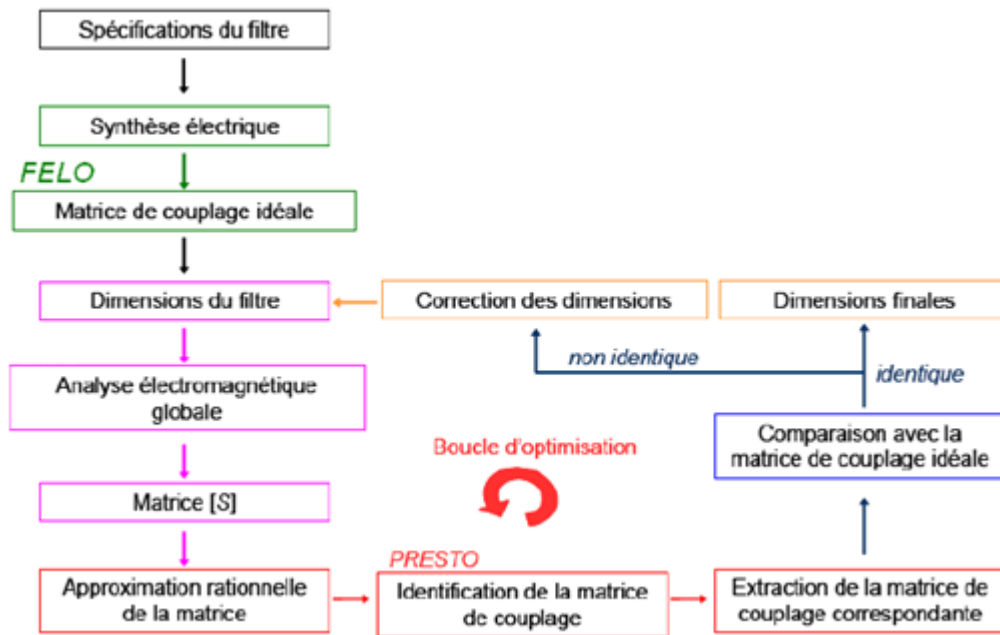 Spécifications du filtre
Synthèse électrique
FELO
Matrice de couplage idéale
Dimensions du filtre
Correction des dimensions
Dimensions finales
non identique
identique
Analyse électromagnétique
globale
Comparaison avec la
matrice de couplage idéale
Boucle d'optimisation
Matrice [S]
PRESTO
Approximation rationnelle
de la matrice
Identification de la matrice
de couplage
Extraction de la matrice de
couplage correspondante